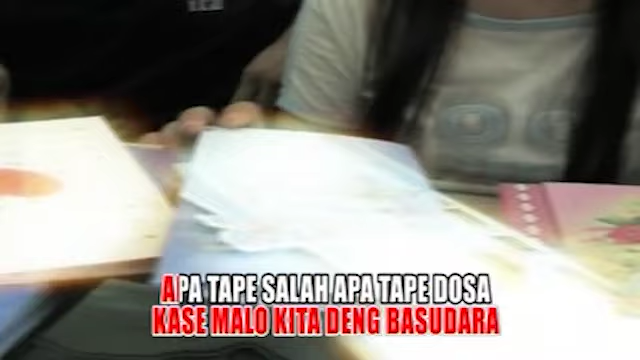 APA TAPE SALAH APA TAPE DOSA
KASE MALO KITA DENG BASUDARA